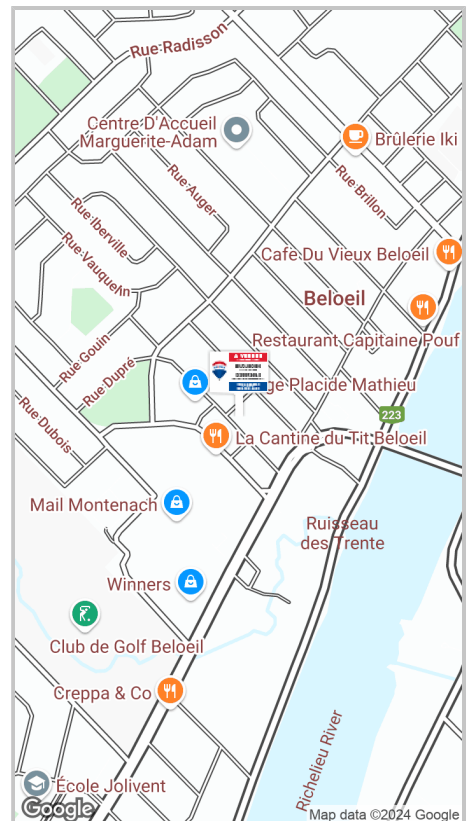 Rue Radisson
Centre D'Accueil
Marguerite-Adam
Brûlerie Iki
Rue Auger
Rue Brillon
Rue Iberville
Café Du Vieux Beloeil
Rue Vauquelin
Beloeil
Restaurant Capitaine Pouf
Rue Gouin
À VENDRE
Rue Dupré
ge Placide Mathieu
Rue Dubois
223
La Cantine du Tit Beloeil
Mail Montenach
Ruisseau
des Trente
Winners
Club de Golf Beloeil
Creppa & Co
Richelieu River
École Jolivent
Google
Map data ©2024 Google